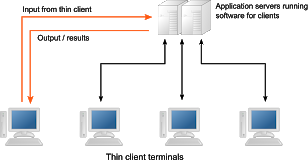 Input from thin client
Application servers running
software for clients
Output / results
Thin client terminals